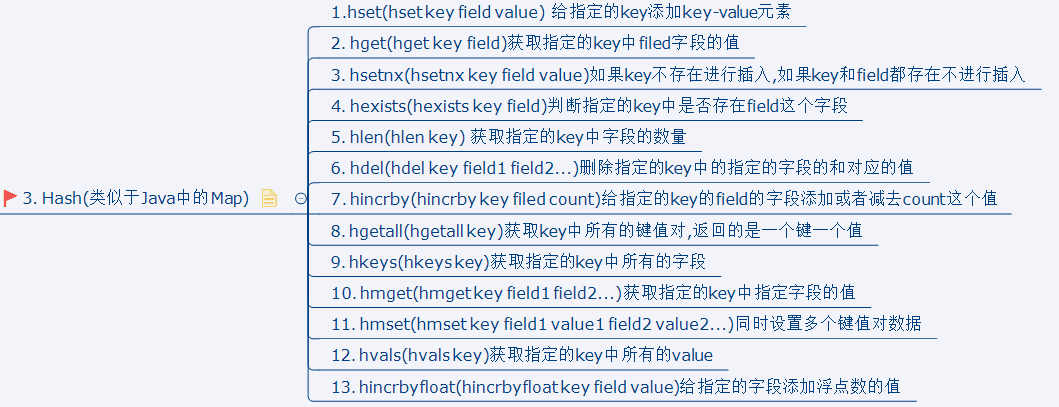 1.hset(hset key field value) 给指定的key添加key-value元素
2. hget(hget key field)获取指定的key中filed字段的值
3. hsetnx(hsetnx key field value)如果key不存在进行插入,如果key和field都存在不进行插入
4. hexists(hexists key field)判断指定的key中是否存在field这个字段
5. hlen(hlen key) 获取指定的key中字段的数量
6. hdel(hdel key field1 field2...)删除指定的key中的指定的字段的和对应的值
3. Hash(类似于Java中的Map)
7. hincrby(hincrby key filed count)给指定的key的field的字段添加或者减去count这个值
8. hgetall(hgetall key)获取key中所有的键值对,返回的是一个键一个值
9. hkeys(hkeys key)获取指定的key中所有的字段
10. hmget(hmget key field1 field2...)获取指定的key中指定字段的值
11. hmset(hmset key field1 value1 field2 value2...)同时设置多个键值对数据
12. hvals(hvals key)获取指定的key中所有的value
13. hincrbyfloat(hincrbyfloat key field value)给指定的字段添加浮点数的值